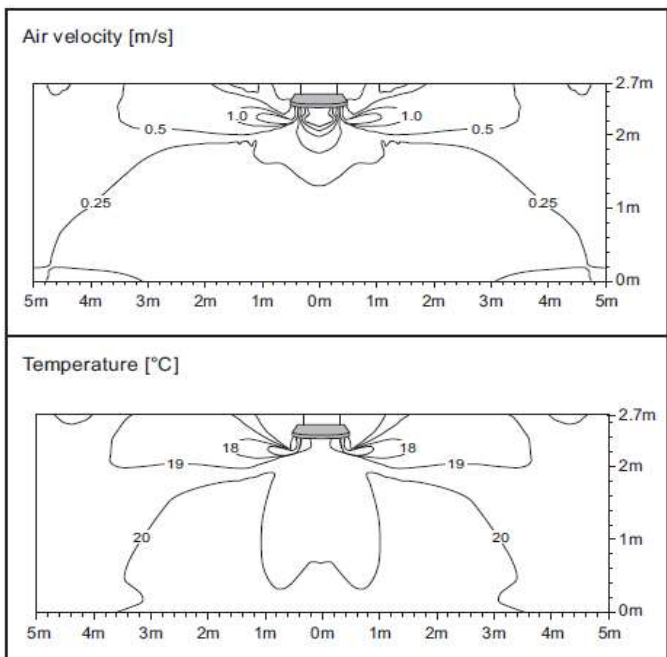 Air velocity [m/s]
2.7m
1.0 1.0
0.5 0.5
2m
0.25 0.25
1m
0m
5m 4m 3m 2m 1m 0m 1m 2m 3m 4m 5m
Temperature [°C]
2.7m
18 18
19 19
2m
20 20
1m
0m
5m 4m 3m 2m 1m 0m 1m 2m 3m 4m 5m